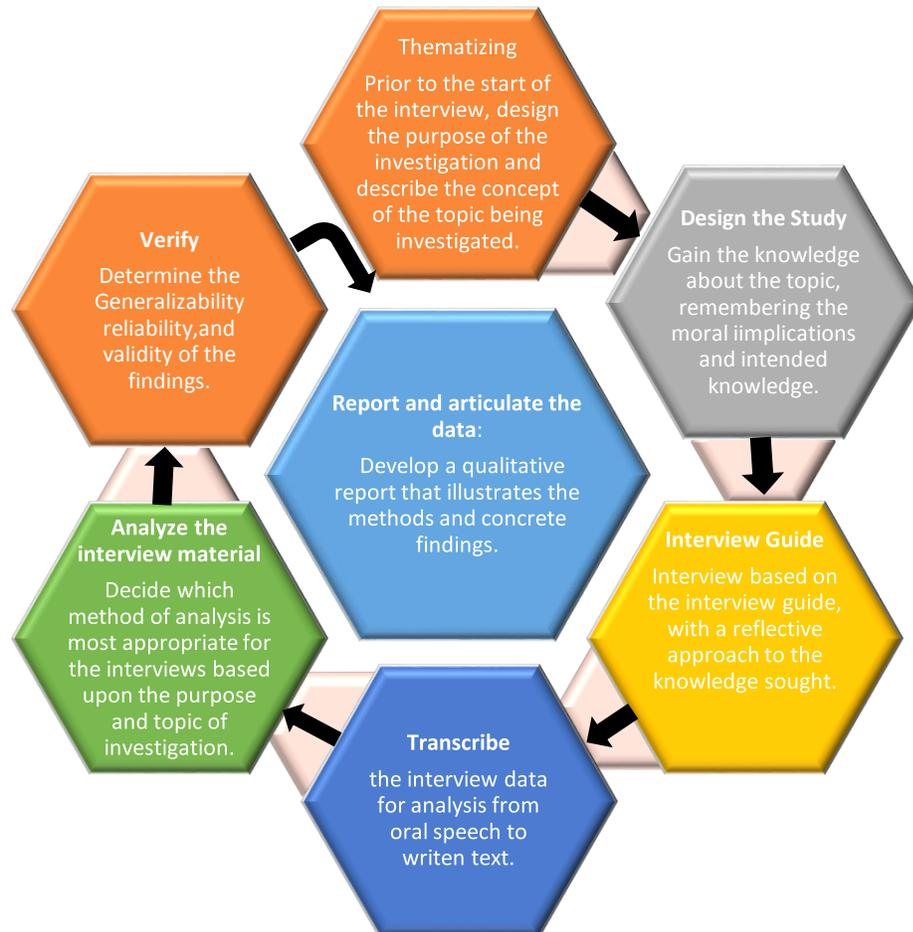 Thematizing
Prior to the start of
the interview, design
the purpose of the
investigation and
describe the concept
of the topic being
investigated.
Design the Study
Gain the knowledge
about the topic,
remembering the
moral iimplications
and intended
knowledge.
Interview Guide
Interview based on
the interview guide,
with a reflective
approach to the
knowledge sought.
Transcribe
the interview data
for analysis from
oral speech to
writen text.
Analyze the
interview material
Decide which
method of analysis is
most appropriate for
the interviews based
upon the purpose
and topic of
investigation.
Verify
Determine the
Generalizability
reliability,and
validity of the
findings.
Report and articulate the
data:
Develop a qualitative
report that illustrates the
methods and concrete
findings.